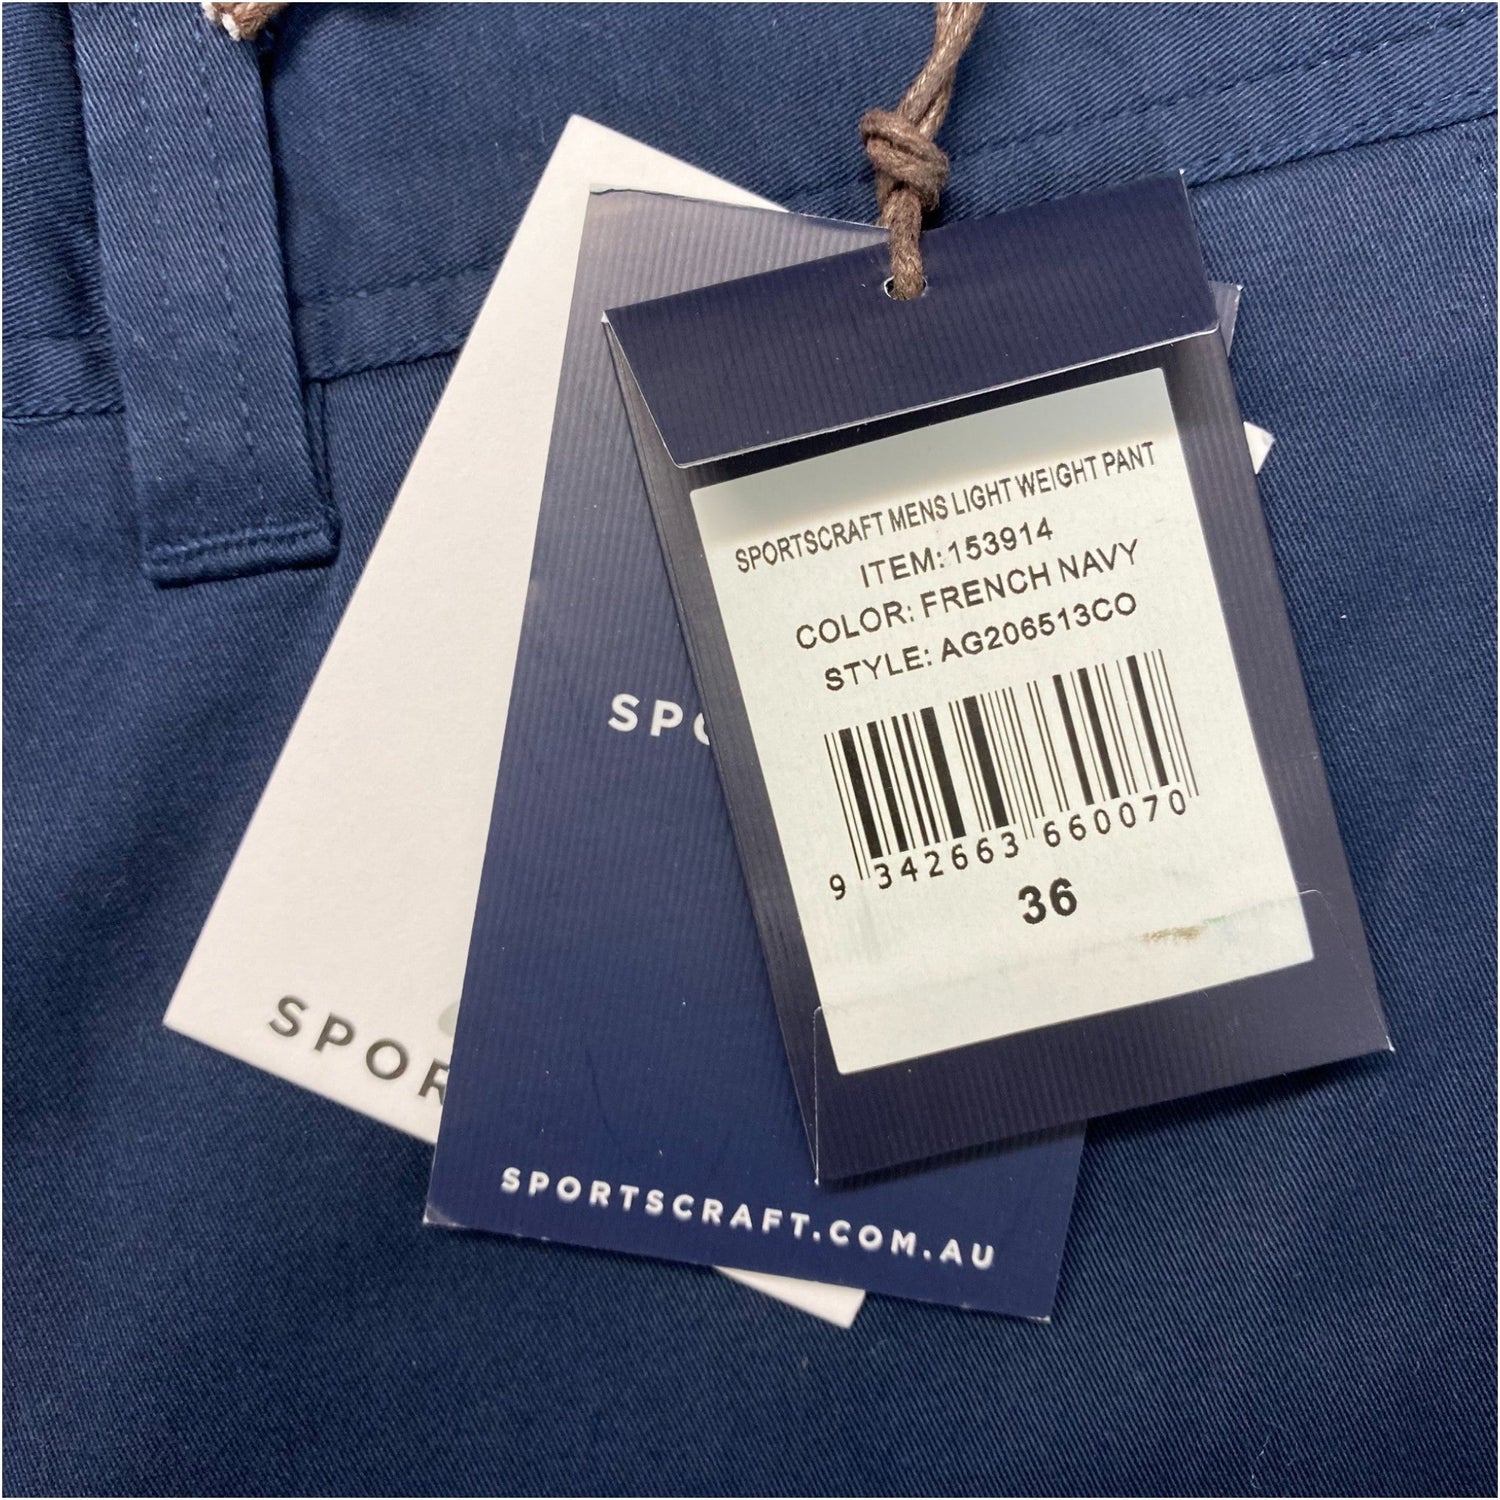 SPORTSCRAFT MENS LIGHT WEIGHT PANT
ITEM:153914
COLOR: FRENCH NAVY
STYLE: AG206513CO
9 342663 660070
36
SPO
SPOR
SPORTSCRAFT.COM.AU